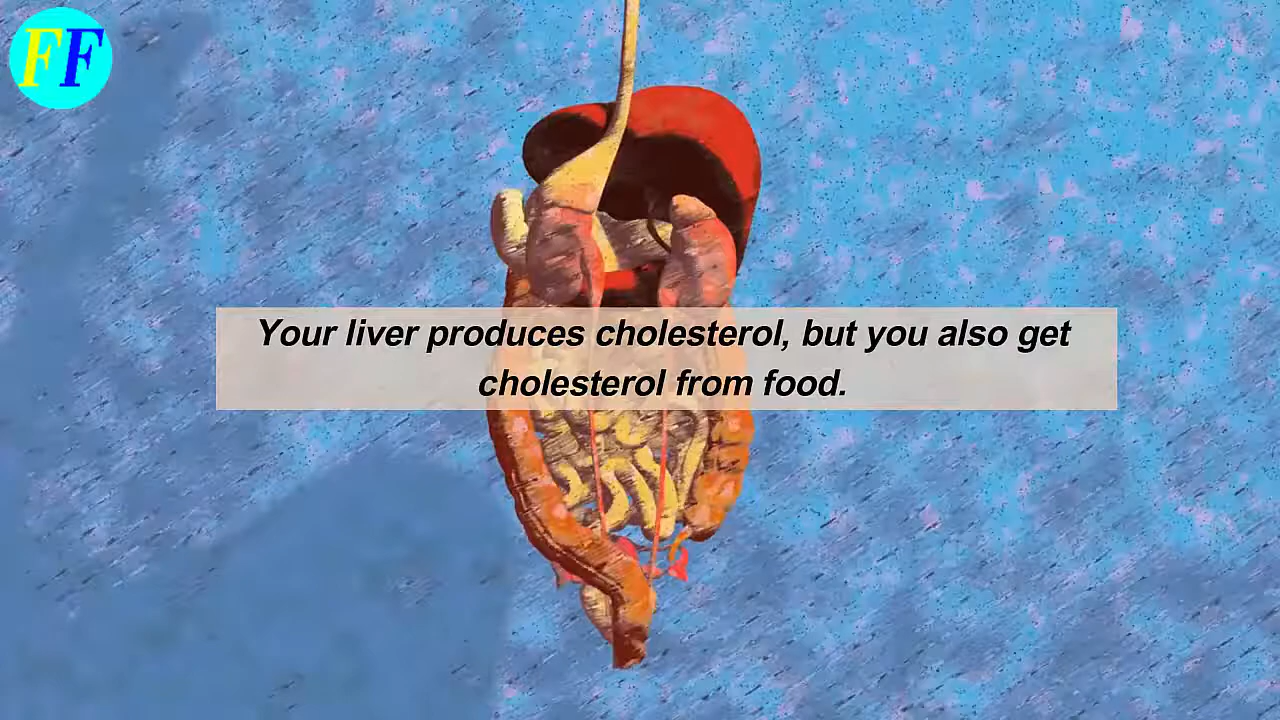 FF
Your liver produces cholesterol, but you also get
cholesterol from food.